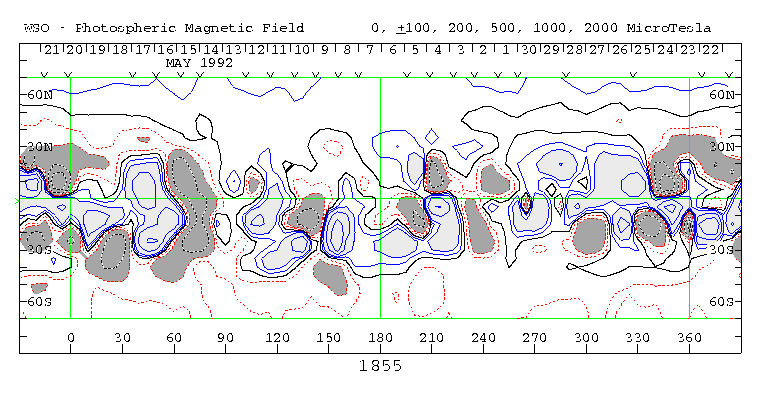 WSO - Photospheric Magnetic Field 0, ±100, 200, 500, 1000, 2000 MicroTesla
21 20 19 18 17 16 15 14 13 12 11 10 9 8 7 6 5 4 3 2 1 30 29 28 27 26 25 24 23 22
MAY 1992
60N 60N
30N 30N
30S 30S
60S 60S
0 30 60 90 120 150 180 210 240 270 300 330 360
1855